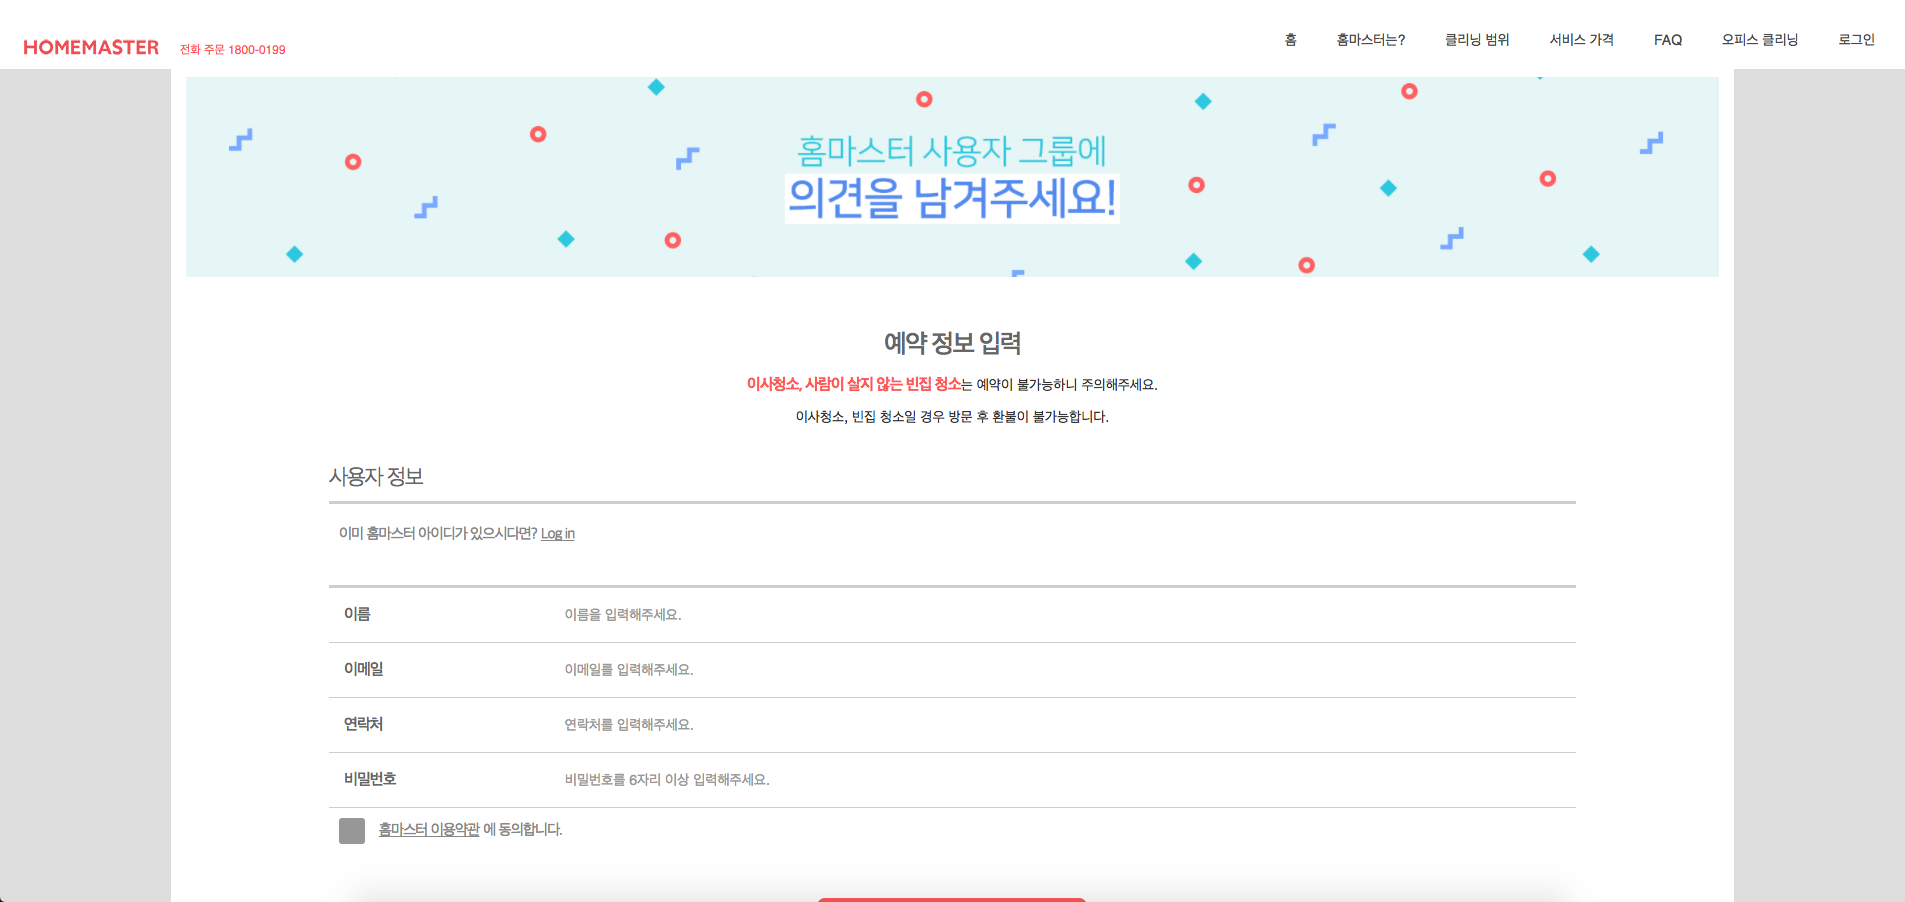 HOMEMASTER 전화 주문 1800-0199 홈 홈마스터는? 클리닝 범위 서비스 가격 FAQ 오피스 클리닝 로그인
홈마스터 사용자 그룹에
의견을 남겨주세요!
예약 정보 입력
이사청소, 사람이 살지 않는 빈집 청소는 예약이 불가능하니 주의해주세요.
이사청소, 빈집 청소일 경우 방문 후 환불이 불가능합니다.
사용자 정보
이미 홈마스터 아이디가 있으시다면? Log in
이름 이름을 입력해주세요.
이메일 이메일를 입력해주세요.
연락처 연락처를 입력해주세요.
비밀번호 비밀번호를 6자리 이상 입력해주세요.
홈마스터 이용약관 에 동의합니다.